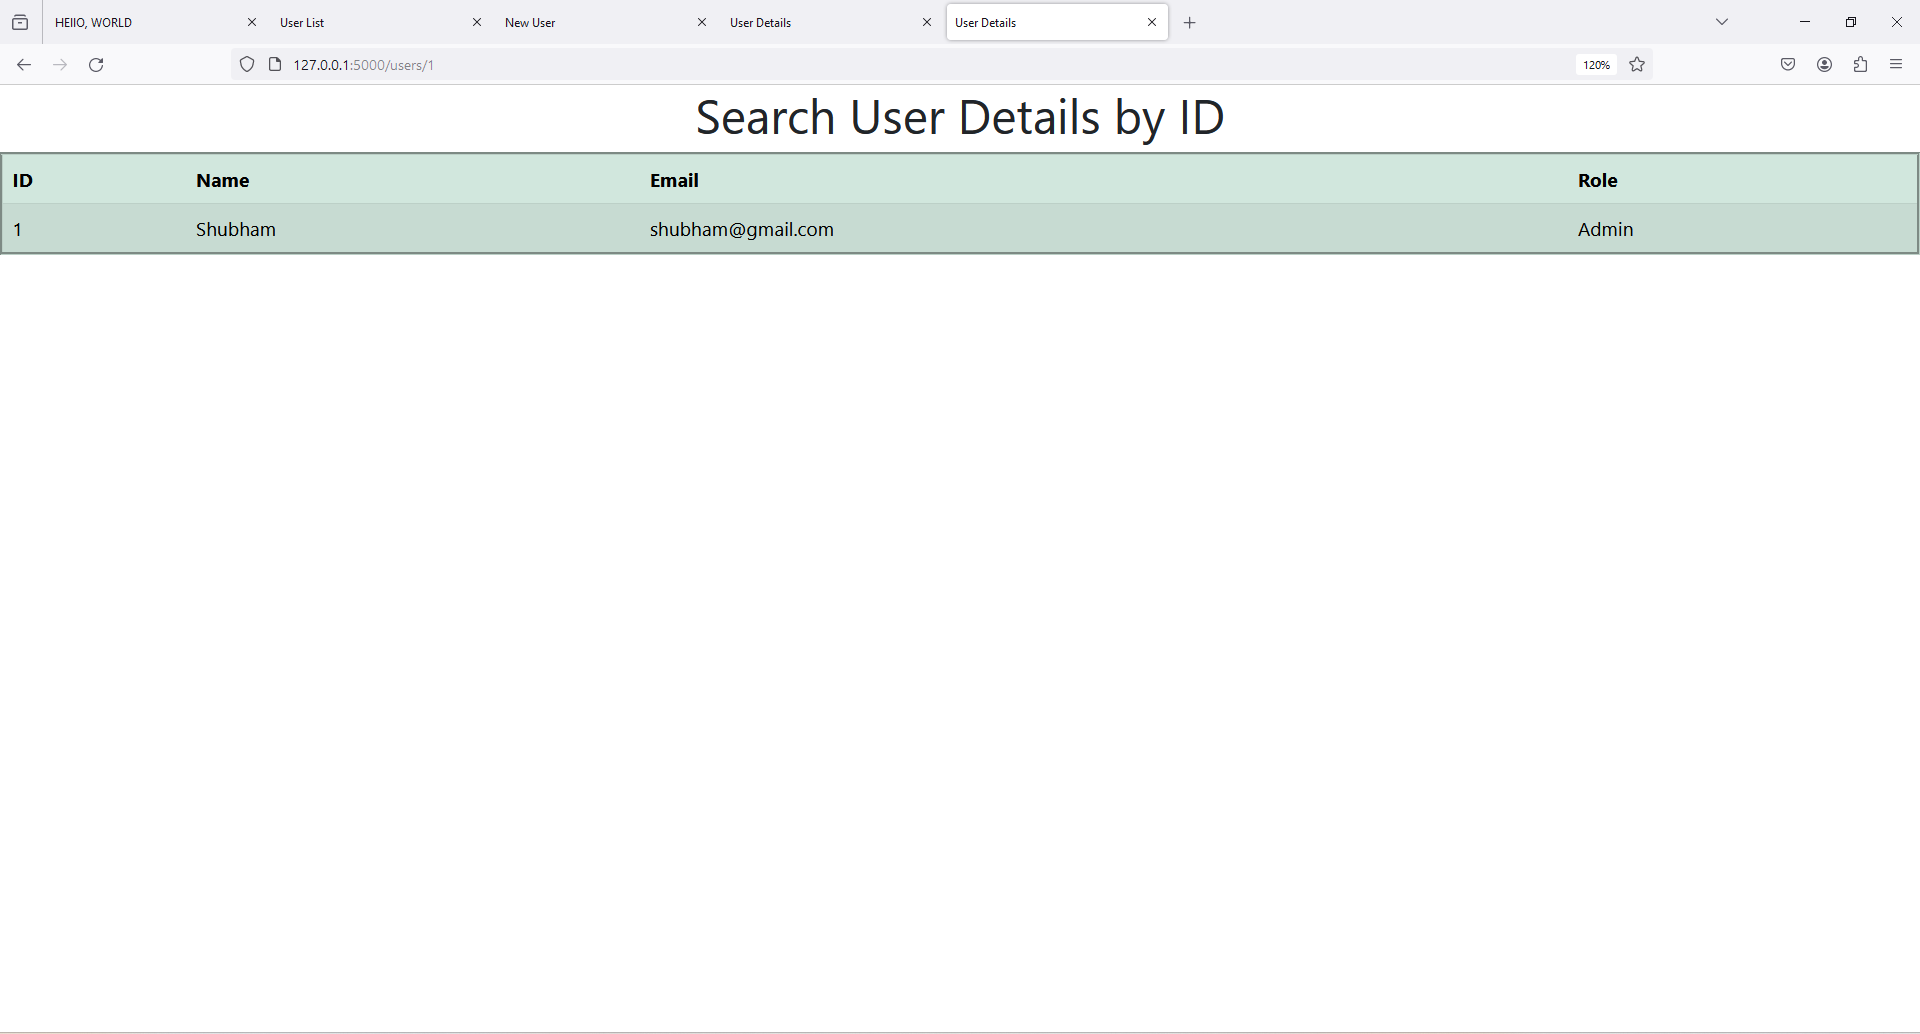 HEllO, WORLD
User List
New User
User Details
User Details
127.0.0.1:5000/users/1
120%
Search User Details by ID
ID Name Email Role
1 Shubham shubham@gmail.com Admin